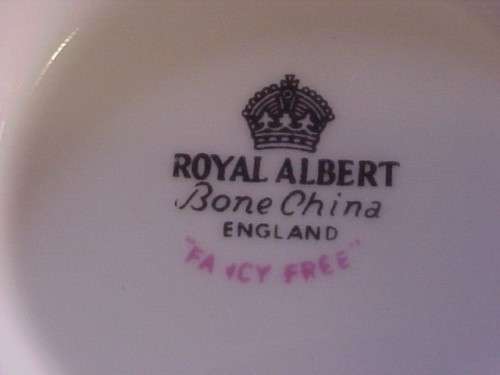 ROYAL ALBERT
Bone China
ENGLAND
"FANCY FREE"